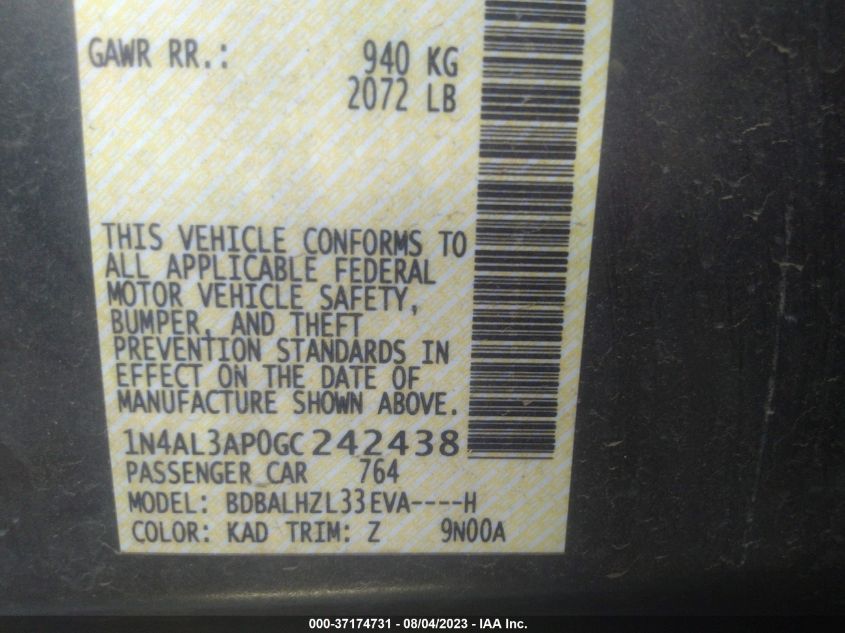 GAWR RR.: 940 KG
2072 LB
THIS VEHICLE CONFORMS TO
ALL APPLICABLE FEDERAL
MOTOR VEHICLE SAFETY,
BUMPER, AND THEFT
PREVENTION STANDARDS IN
EFFECT ON THE DATE OF
MANUFACTURE SHOWN ABOVE.
1N4AL3AP0GC242438
PASSENGER CAR 764
MODEL: BDBALHZL33EVA----H
COLOR: KAD TRIM: Z 9N00A
000-37174731 - 08/04/2023 - IAA Inc.